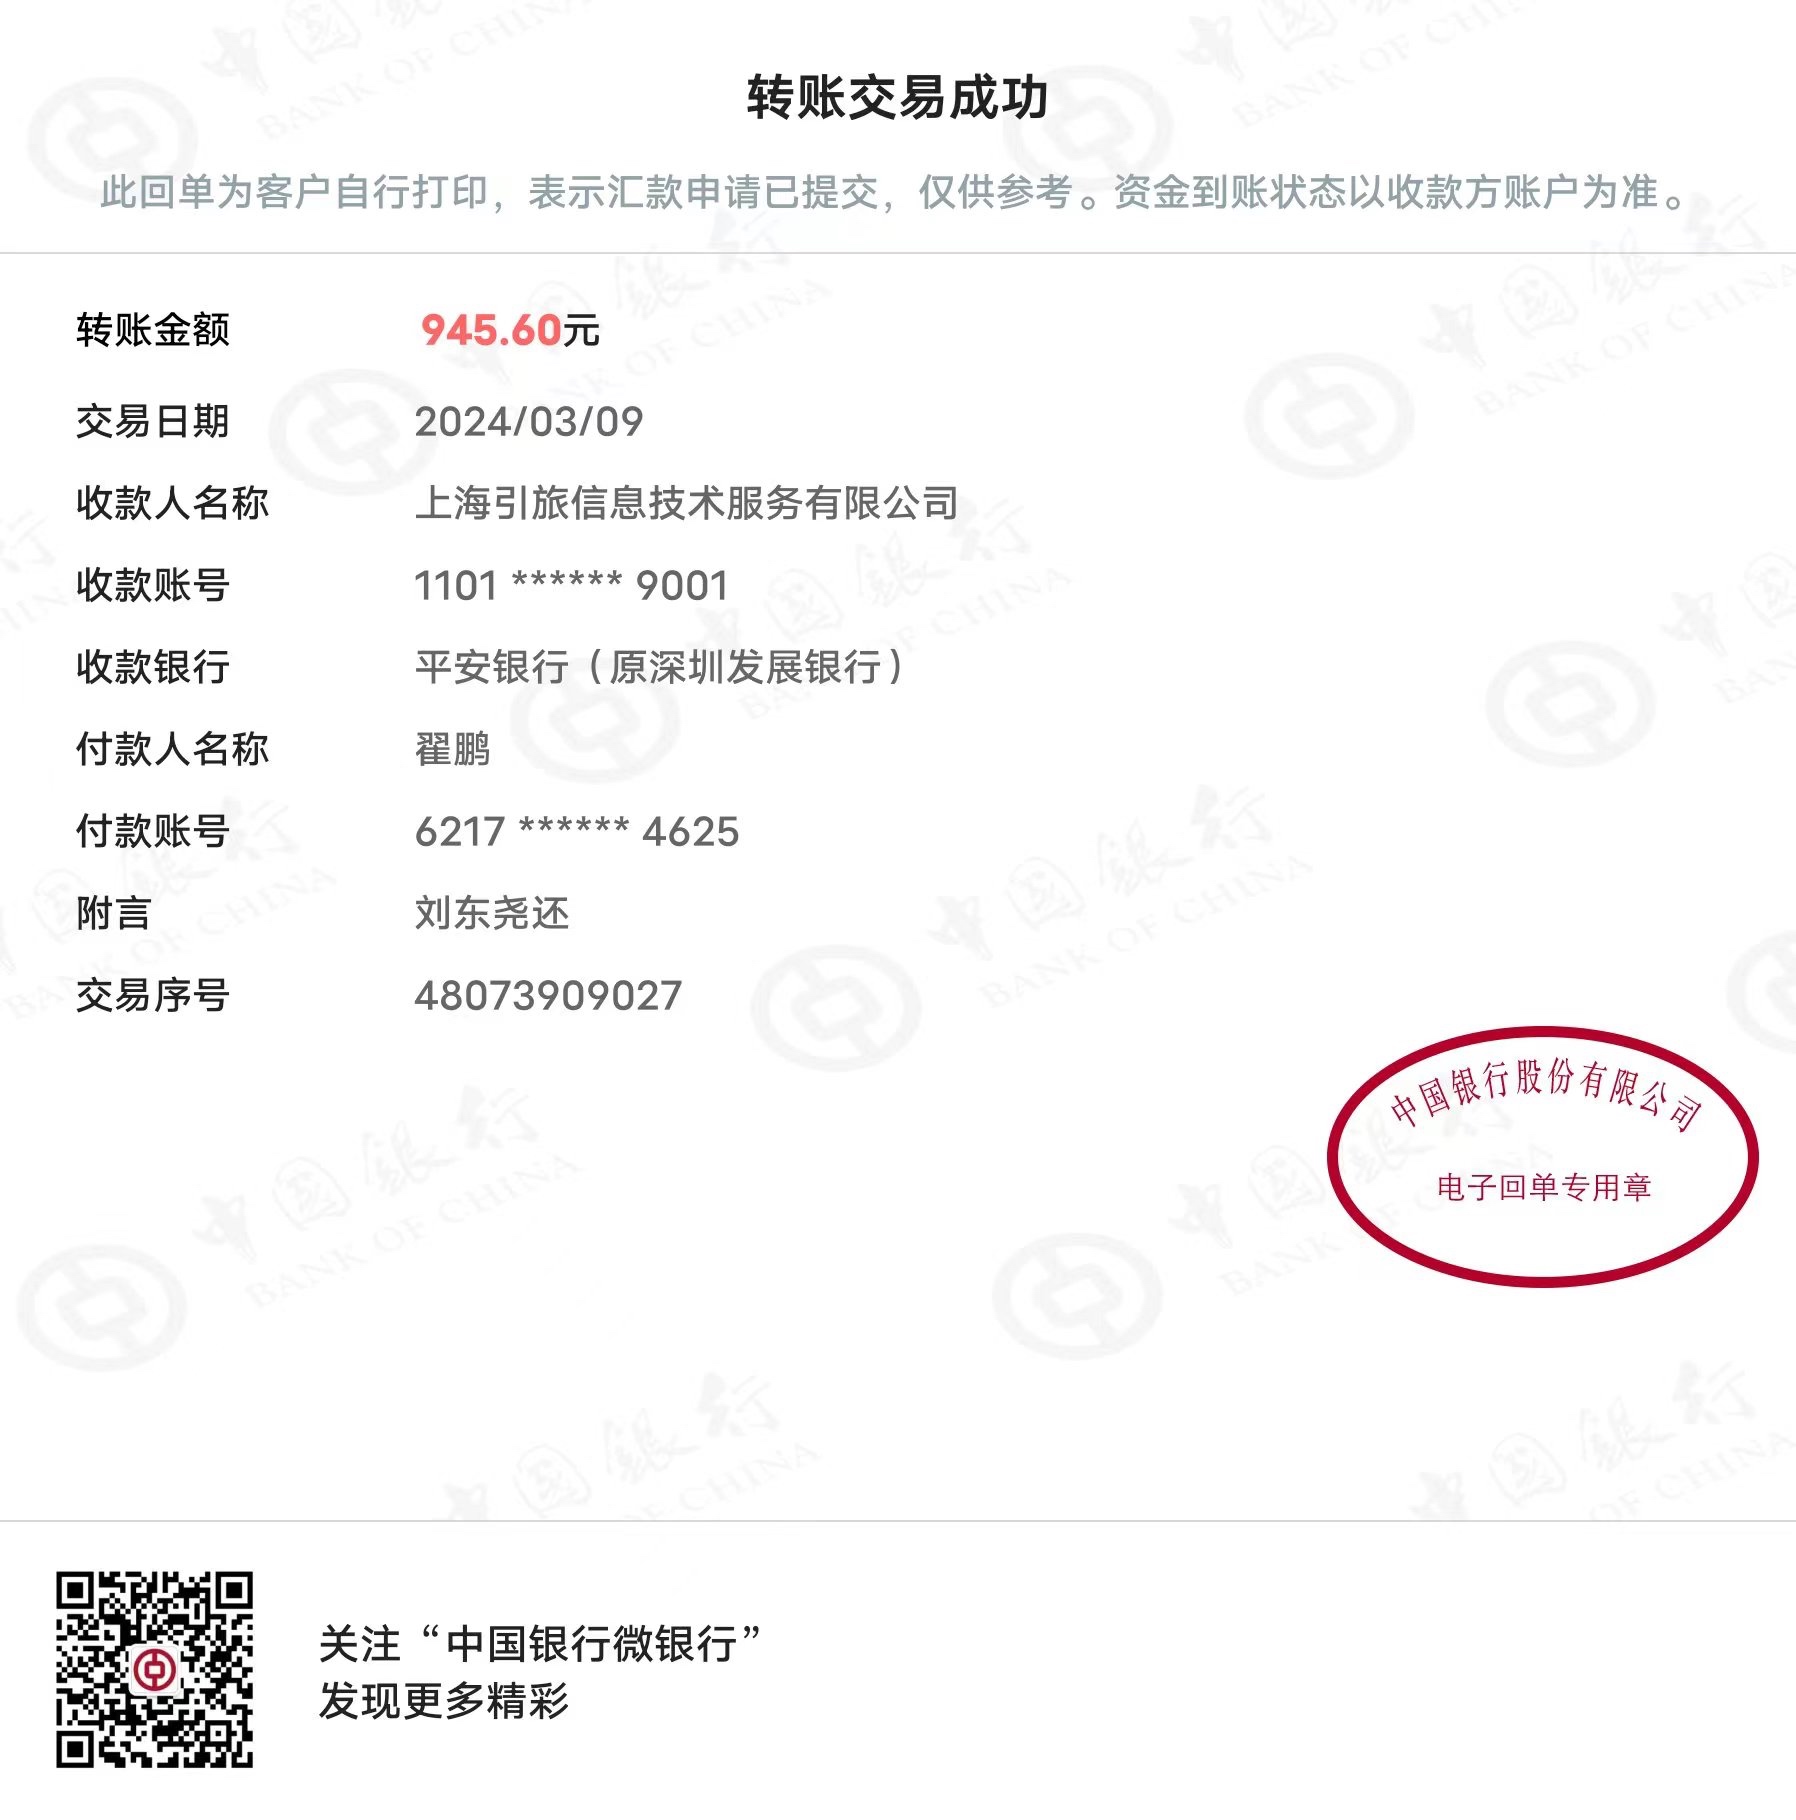 转账交易成功
此回单为客户自行打印，表示汇款申请已提交，仅供参考。资金到账状态以收款方账户为准。
转账金额 945.60元
交易日期 2024/03/09
收款人名称 上海引旅信息技术服务有限公司
收款账号 1101 ****** 9001
收款银行 平安银行（原深圳发展银行）
付款人名称 翟鹏
付款账号 6217 ****** 4625
附言 刘东尧还
交易序号 48073909027
中国银行股份有限公司
电子回单专用章
关注“中国银行微银行”
发现更多精彩
中國銀行
BANK OF CHINA